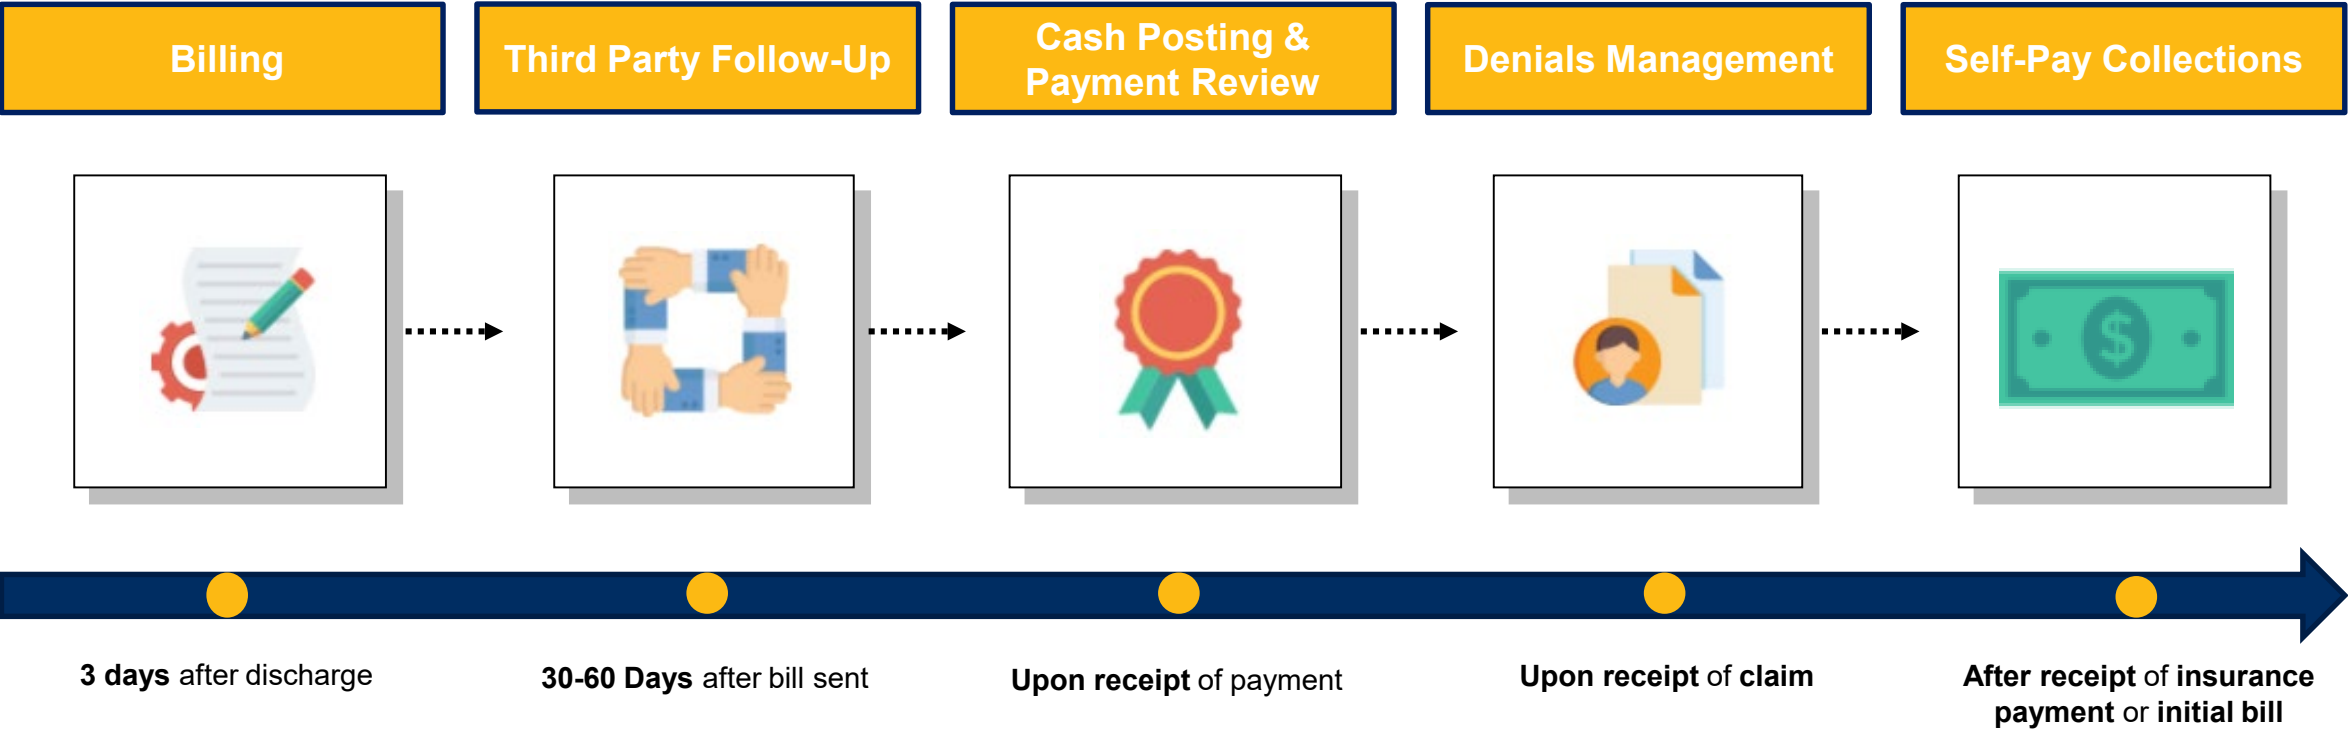 Billing
Third Party Follow-Up
Cash Posting &
Payment Review
Denials Management
Self-Pay Collections
$
3 days after discharge
30-60 Days after bill sent
Upon receipt of payment
Upon receipt of claim
After receipt of insurance
payment or initial bill